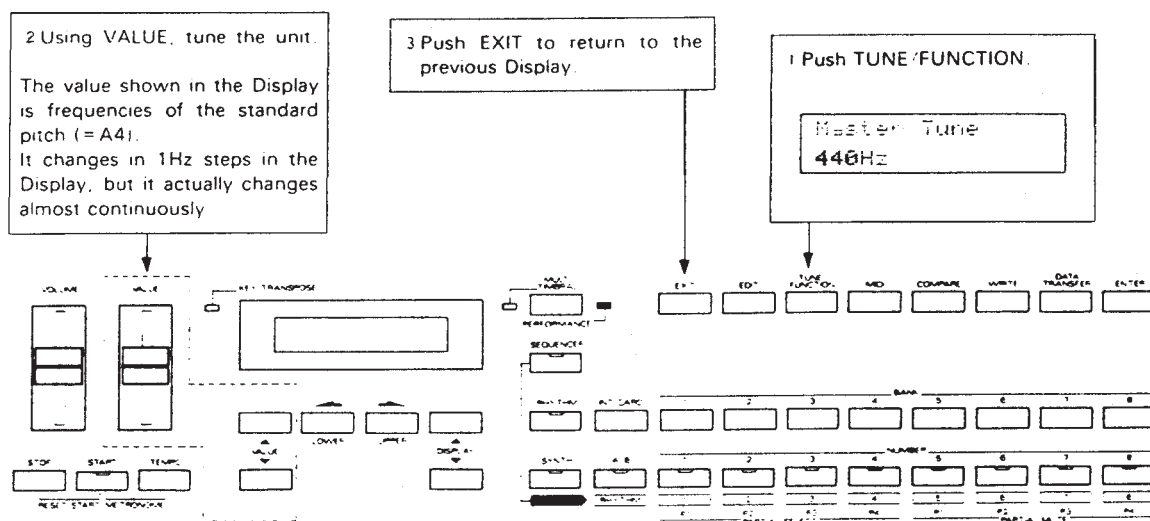 2 Using VALUE, tune the unit.
The value shown in the Display
is frequencies of the standard
pitch (= A4).
It changes in 1Hz steps in the
Display, but it actually changes
almost continuously
3 Push EXIT to return to the
previous Display.
1 Push TUNE/FUNCTION.
Master Tune
440Hz
VOLUME
VALUE
KEY TRANSPOSE
MULTI
TIMBRAL
PERFORMANCE
EXIT
EDIT
TUNE
FUNCTION
MIDI
COMPARE
WRITE
DATA
TRANSFER
ENTER
SEQUENCER
RHYTHM
INT/CARD
BANK
1 2 3 4 5 6 7 8
LOWER
UPPER
VALUE
DISPLAY
STOP
START
TEMPO
RESET START METRONOME
SYNTH
A/B
NUMBER
1 2 3 4 5 6 7 8